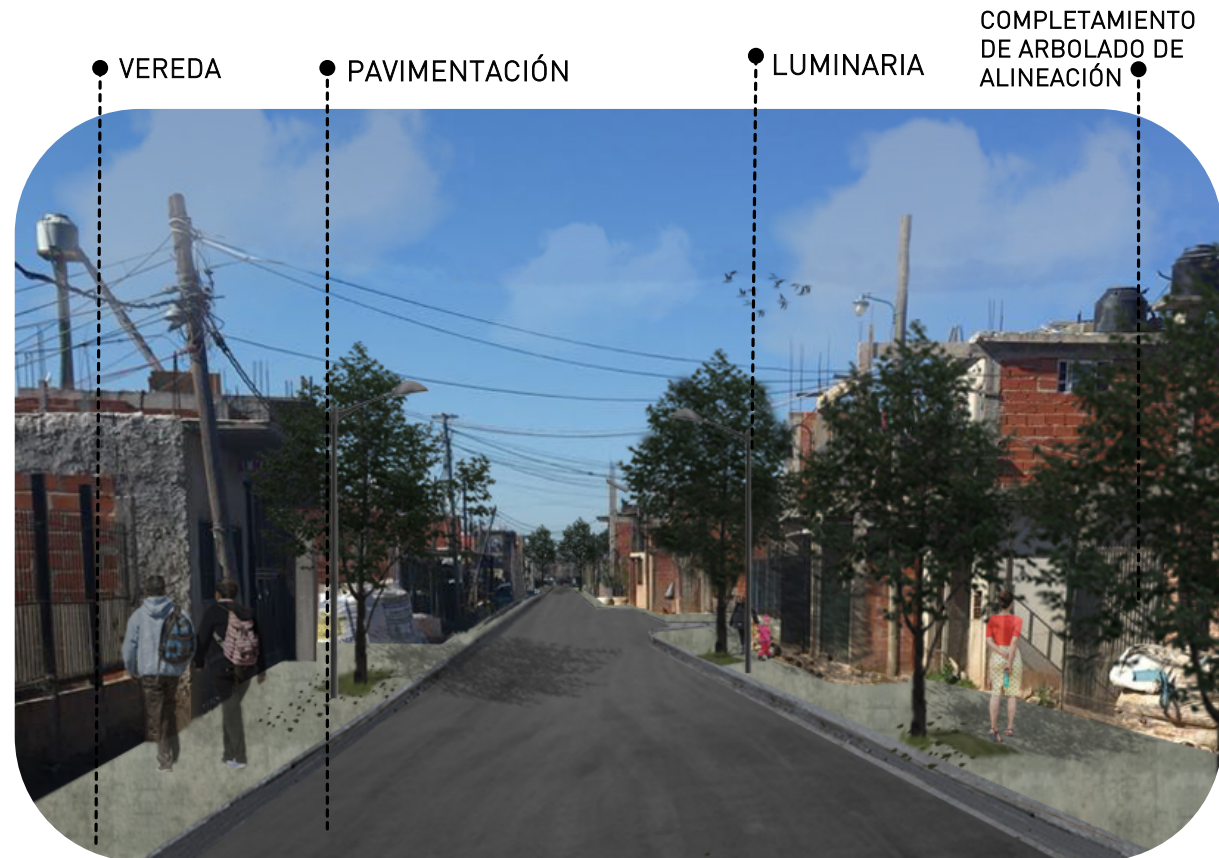 VEREDA
PAVIMENTACIÓN
LUMINARIA
COMPLETAMIENTO
DE ARBOLADO DE
ALINEACIÓN